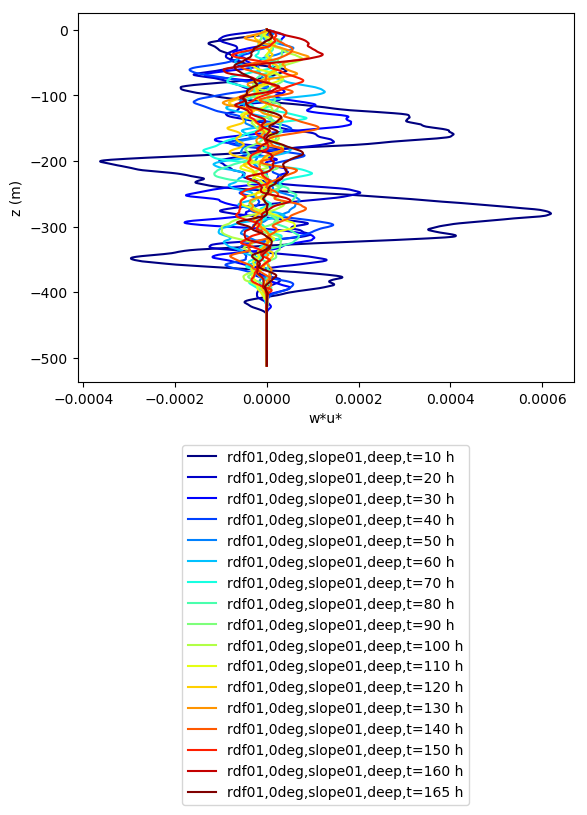 0
−100
−200
−300
−400
−500
z (m)
−0.0004
−0.0002
0.0000
0.0002
0.0004
0.0006
w*u*
rdf01,0deg,slope01,deep,t=10 h
rdf01,0deg,slope01,deep,t=20 h
rdf01,0deg,slope01,deep,t=30 h
rdf01,0deg,slope01,deep,t=40 h
rdf01,0deg,slope01,deep,t=50 h
rdf01,0deg,slope01,deep,t=60 h
rdf01,0deg,slope01,deep,t=70 h
rdf01,0deg,slope01,deep,t=80 h
rdf01,0deg,slope01,deep,t=90 h
rdf01,0deg,slope01,deep,t=100 h
rdf01,0deg,slope01,deep,t=110 h
rdf01,0deg,slope01,deep,t=120 h
rdf01,0deg,slope01,deep,t=130 h
rdf01,0deg,slope01,deep,t=140 h
rdf01,0deg,slope01,deep,t=150 h
rdf01,0deg,slope01,deep,t=160 h
rdf01,0deg,slope01,deep,t=165 h